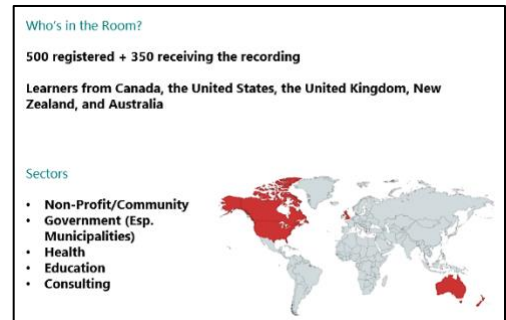 Who's in the Room?
500 registered + 350 receiving the recording
Learners from Canada, the United States, the United Kingdom, New
Zealand, and Australia
Sectors
• Non-Profit/Community
• Government (Esp.
Municipalities)
• Health
• Education
• Consulting